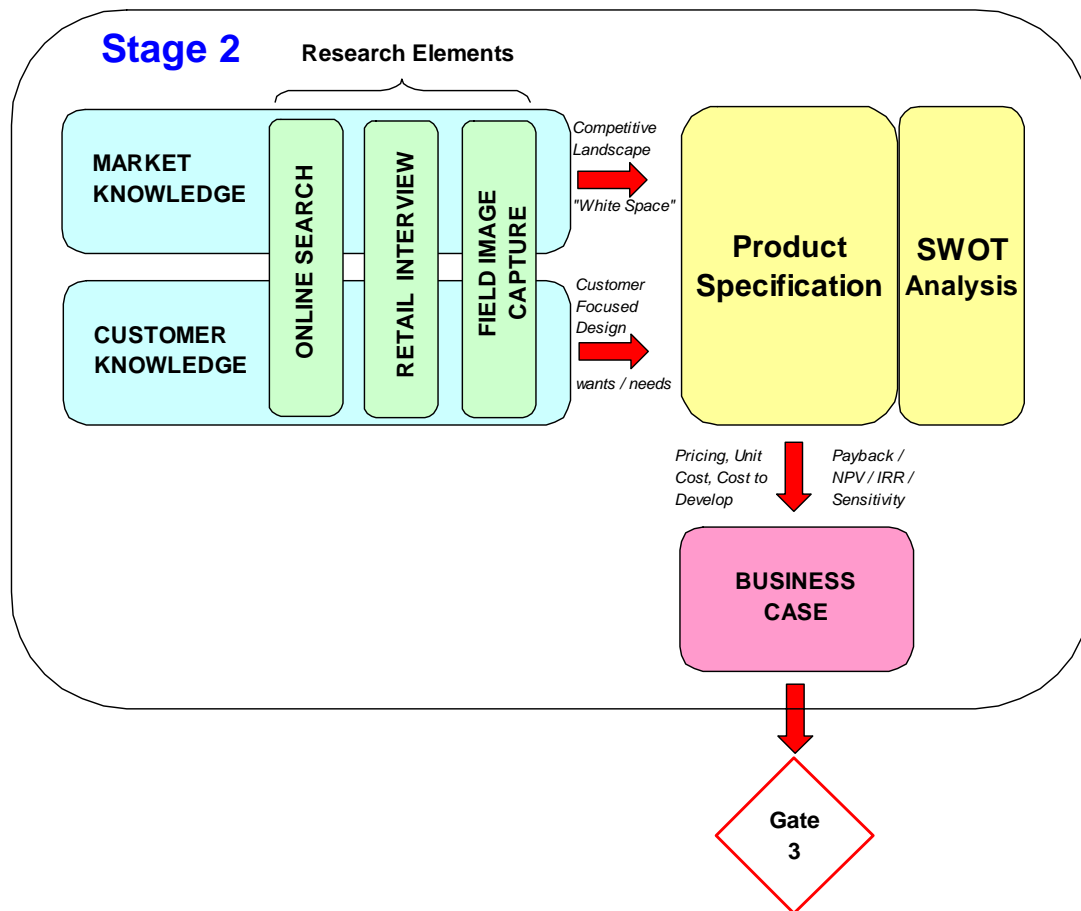 Stage 2
Research Elements
MARKET
KNOWLEDGE
CUSTOMER
KNOWLEDGE
ONLINE SEARCH
RETAIL INTERVIEW
FIELD IMAGE
CAPTURE
Competitive
Landscape
"White Space"
Customer
Focused
Design
wants / needs
Product
Specification
SWOT
Analysis
Pricing, Unit
Cost, Cost to
Develop
Payback /
NPV / IRR /
Sensitivity
BUSINESS
CASE
Gate
3